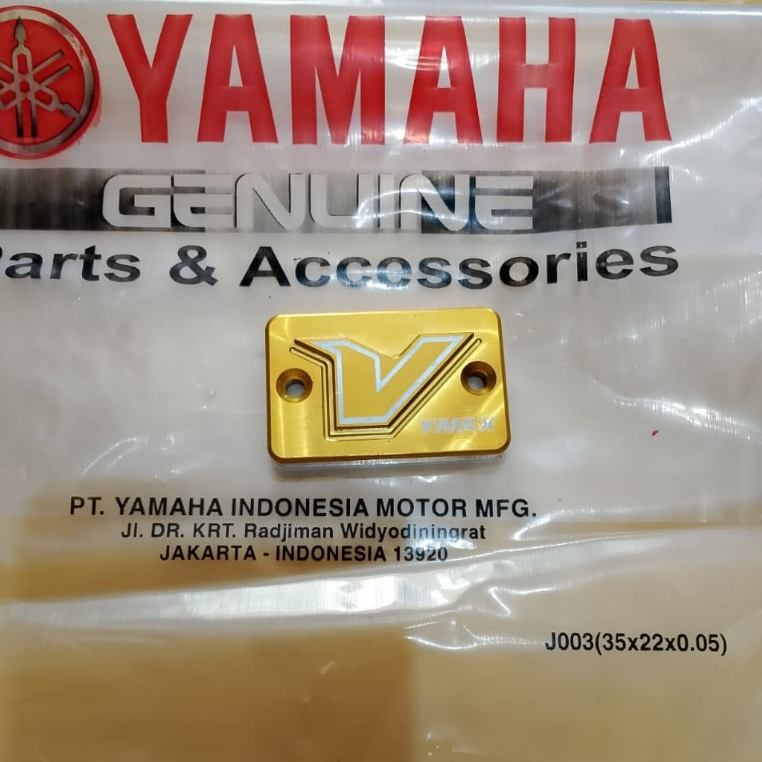 YAMAHA
GENUINE
Parts & Accessories
V
PT. YAMAHA INDONESIA MOTOR MFG.
Jl. DR. KRT. Radjiman Widyodiningrat
JAKARTA - INDONESIA 13920
J003(35x22x0.05)